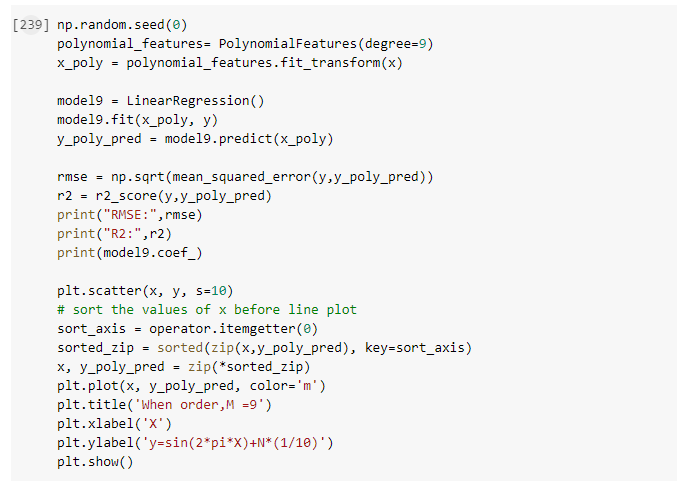 [239] np.random.seed(0)
polynomial_features= PolynomialFeatures(degree=9)
x_poly = polynomial_features.fit_transform(x)
model9 = LinearRegression()
model9.fit(x_poly, y)
y_poly_pred = model9.predict(x_poly)
rmse = np.sqrt(mean_squared_error(y,y_poly_pred))
r2 = r2_score(y,y_poly_pred)
print("RMSE:",rmse)
print("R2:",r2)
print(model9.coef_)
plt.scatter(x, y, s=10)
# sort the values of x before line plot
sort_axis = operator.itemgetter(0)
sorted_zip = sorted(zip(x,y_poly_pred), key=sort_axis)
x, y_poly_pred = zip(*sorted_zip)
plt.plot(x, y_poly_pred, color='m')
plt.title('When order,M =9')
plt.xlabel('X')
plt.ylabel('y=sin(2*pi*X)+N*(1/10)')
plt.show()